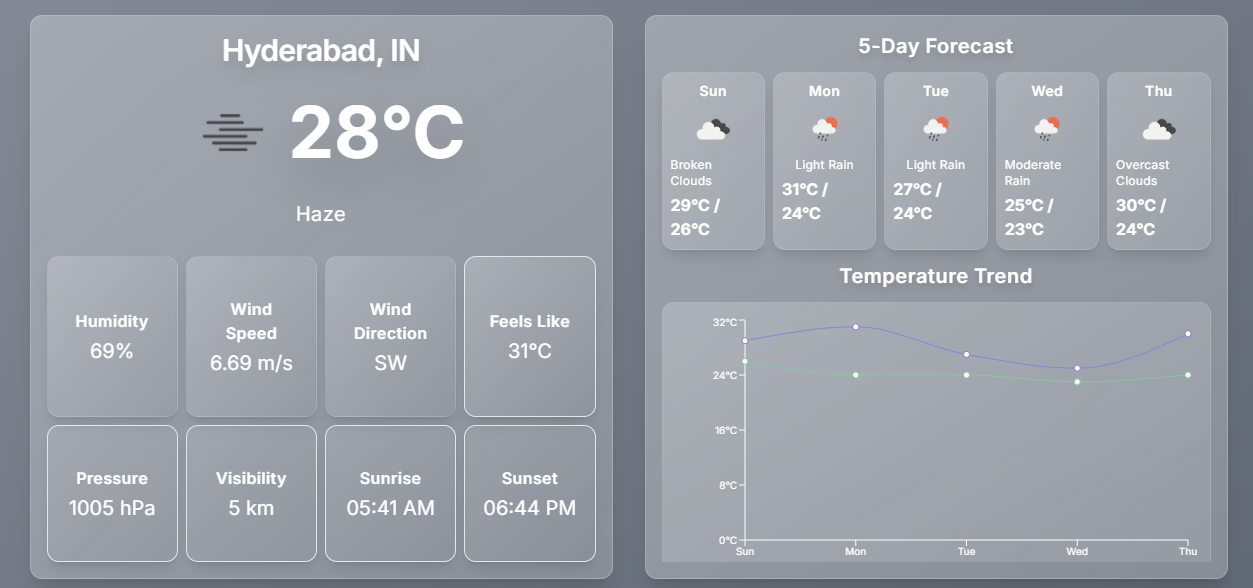 Hyderabad, IN
28°C
Haze
Humidity
69%
Wind
Speed
6.69 m/s
Wind
Direction
SW
Feels Like
31°C
Pressure
1005 hPa
Visibility
5 km
Sunrise
05:41 AM
Sunset
06:44 PM
5-Day Forecast
Sun
Broken
Clouds
29°C /
26°C
Mon
Light Rain
31°C /
24°C
Tue
Light Rain
27°C /
24°C
Wed
Moderate
Rain
25°C /
23°C
Thu
Overcast
Clouds
30°C /
24°C
Temperature Trend
32°C
24°C
16°C
8°C
0°C
Sun Mon Tue Wed Thu